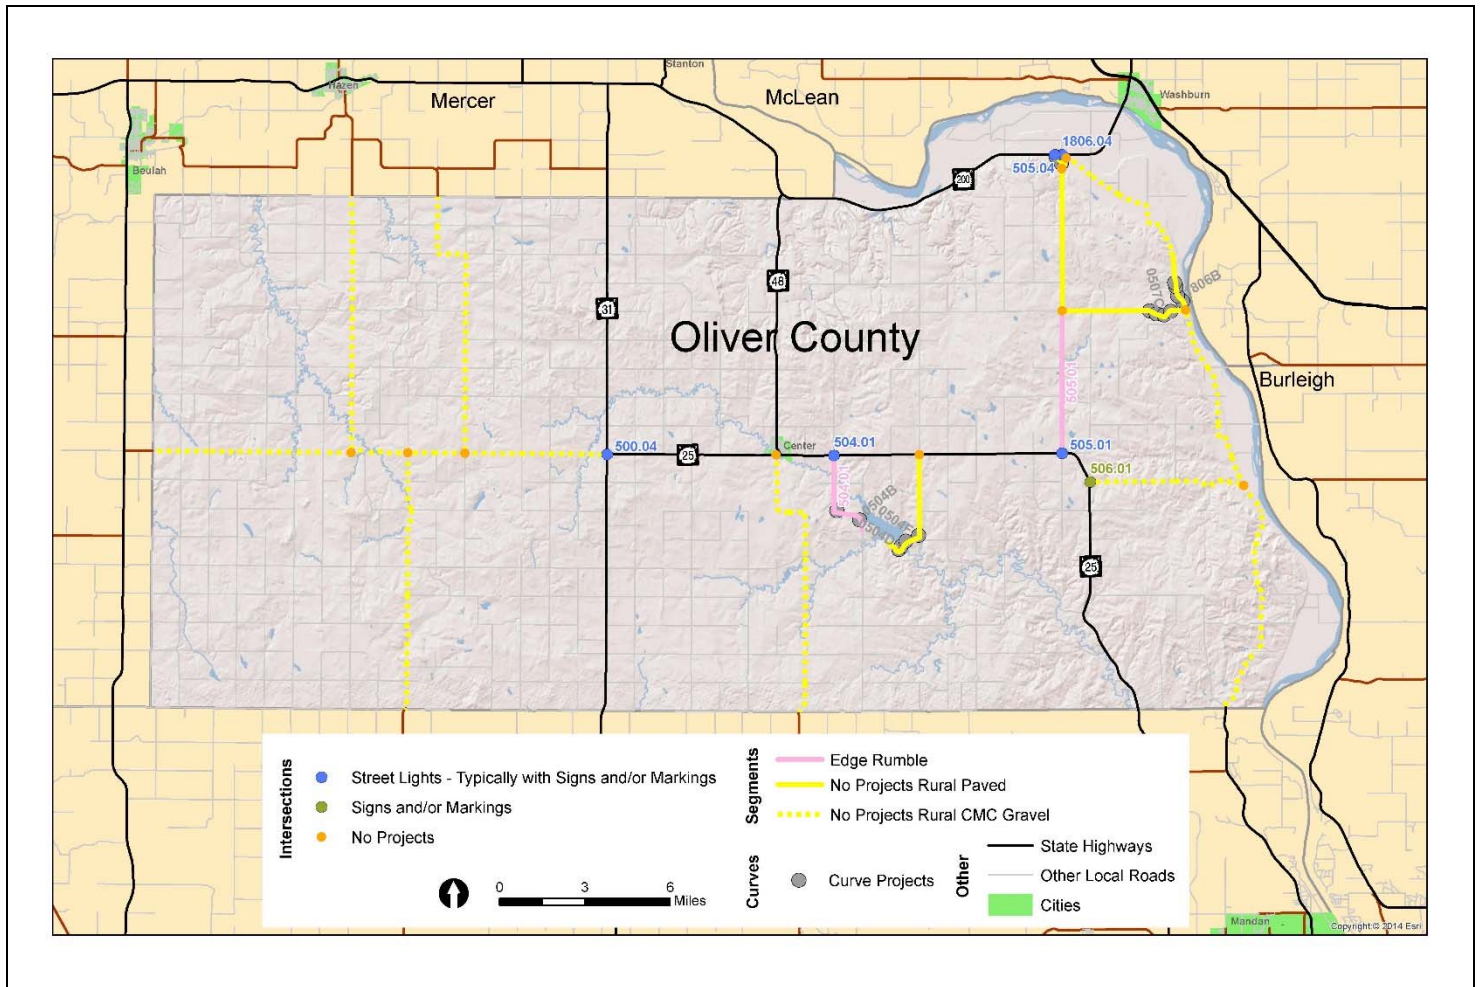 Stanton
Hazen
Mercer
McLean
Washburn
1806.04
505.04
Beulah
200
0507C
806B
48
31
Oliver County
505.01
Burleigh
500.04
25
Center
504.01
505.01
506.01
504.01
504B
25
Intersections
Street Lights - Typically with Signs and/or Markings
Signs and/or Markings
No Projects
0 3 6
Miles
Segments
Edge Rumble
No Projects Rural Paved
No Projects Rural CMC Gravel
Curves
Curve Projects
Other
State Highways
Other Local Roads
Cities
Mandan
Copyright:© 2014 Esri